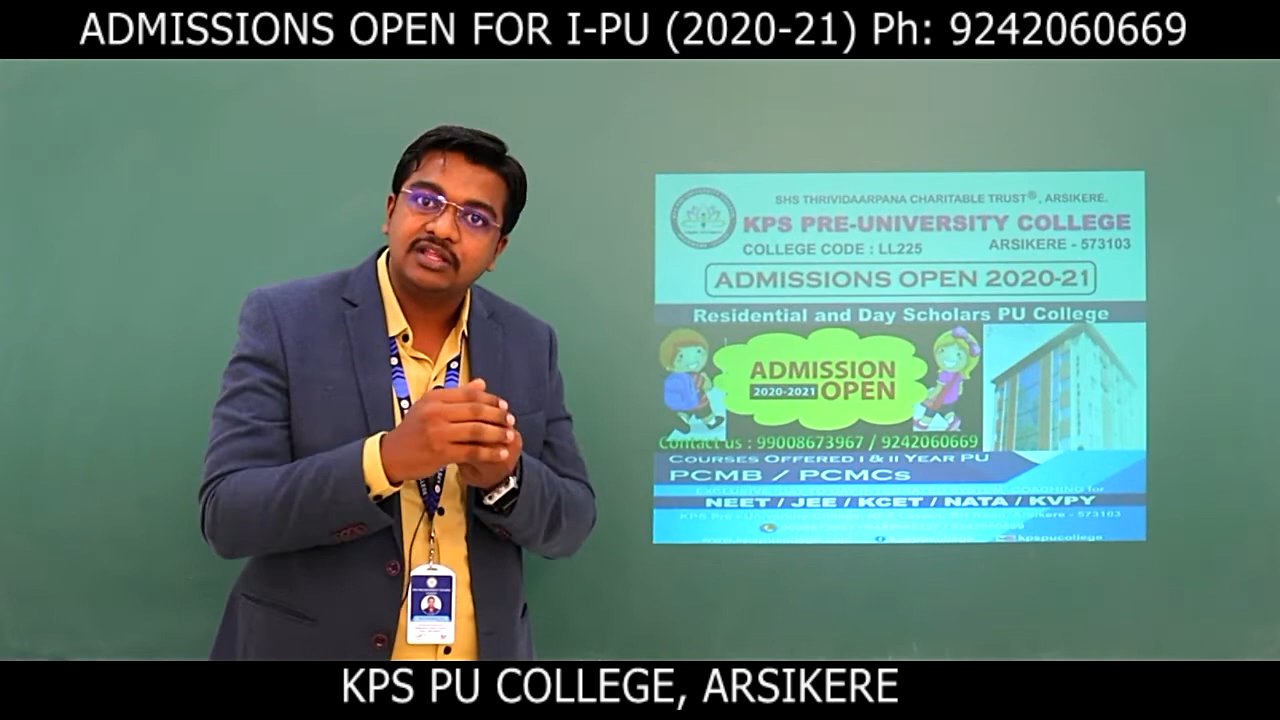 ADMISSIONS OPEN FOR I-PU (2020-21) Ph: 9242060669
SHS THRIVIDAARPANA CHARITABLE TRUST®, ARSIKERE.
KPS PRE-UNIVERSITY COLLEGE
COLLEGE CODE : LL225
ARSIKERE - 573103
ADMISSIONS OPEN 2020-21
Residential and Day Scholars PU College
ADMISSION
2020-2021 OPEN
Contact us : 99008673967 / 9242060669
COURSES OFFERED I & II YEAR PU
PCMB / PCMCS
NEET / JEE / KCET / NATA / KVPY
KPS PU COLLEGE, ARSIKERE